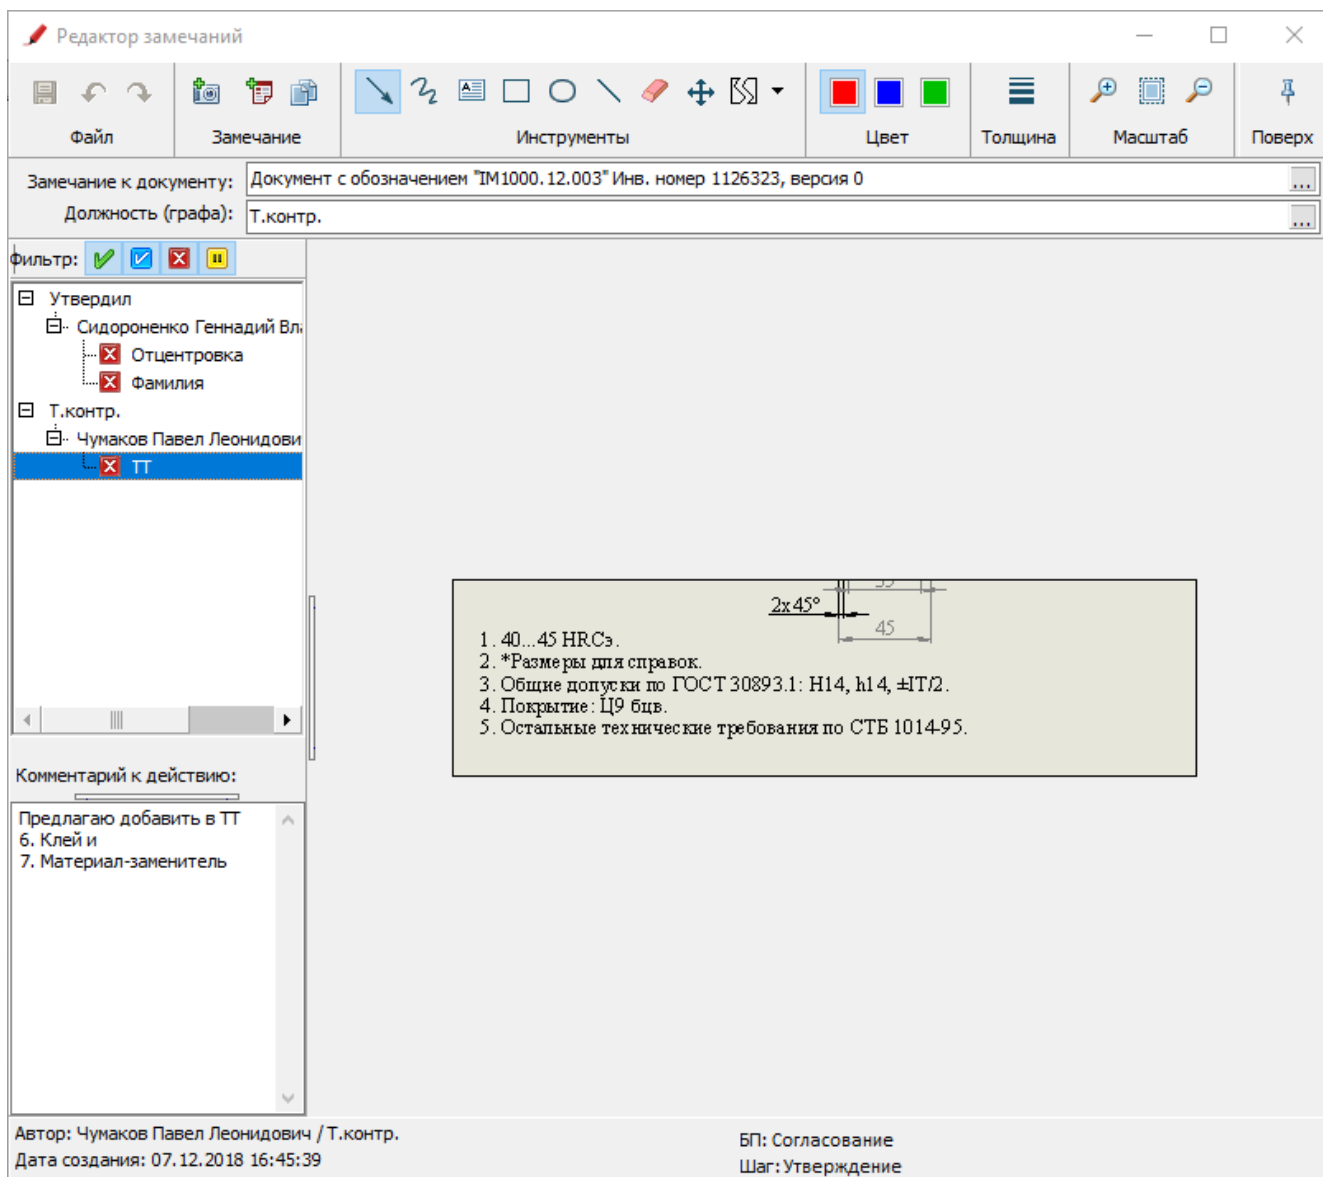 Редактор замечаний
Файл
Замечание
Инструменты
Цвет
Толщина
Масштаб
Поверх
Замечание к документу: Документ с обозначением "IM1000.12.003" Инв. номер 1126323, версия 0 ...
Должность (графа): Т.контр. ...
Фильтр:
Утвердил
Сидороненко Геннадий Вла
Отцентровка
Фамилия
Т.контр.
Чумаков Павел Леонидови
ТТ
2x45°
45
1. 40...45 HRCэ.
2. *Размеры для справок.
3. Общие допуски по ГОСТ 30893.1: H14, h14, ±IT/2.
4. Покрытие: Ц9 бцв.
5. Остальные технические требования по СТБ 1014-95.
Комментарий к действию:
Предлагаю добавить в ТТ
6. Клей и
7. Материал-заменитель
Автор: Чумаков Павел Леонидович / Т.контр.
Дата создания: 07.12.2018 16:45:39
БП: Согласование
Шаг: Утверждение